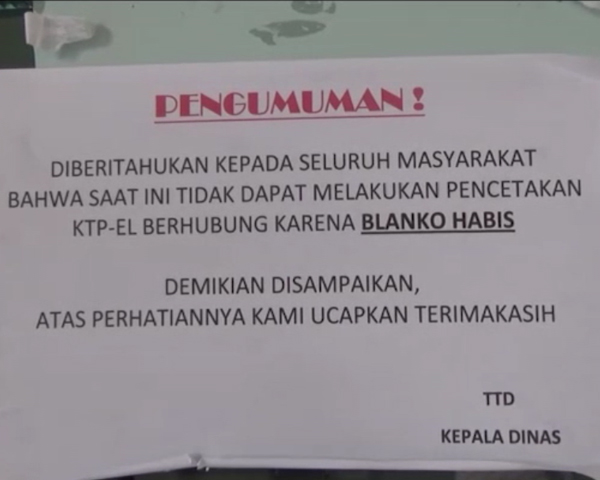 PENGUMUMAN!
DIBERITAHUKAN KEPADA SELURUH MASYARAKAT
BAHWA SAAT INI TIDAK DAPAT MELAKUKAN PENCETAKAN
KTP-EL BERHUBUNG KARENA BLANKO HABIS
DEMIKIAN DISAMPAIKAN,
ATAS PERHATIANNYA KAMI UCAPKAN TERIMAKASIH
TTD
KEPALA DINAS